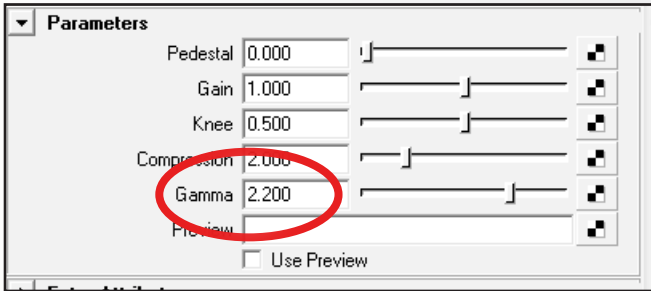 Parameters
Pedestal 0.000
Gain 1.000
Knee 0.500
Compression 2.000
Gamma 2.200
Preview
Use Preview